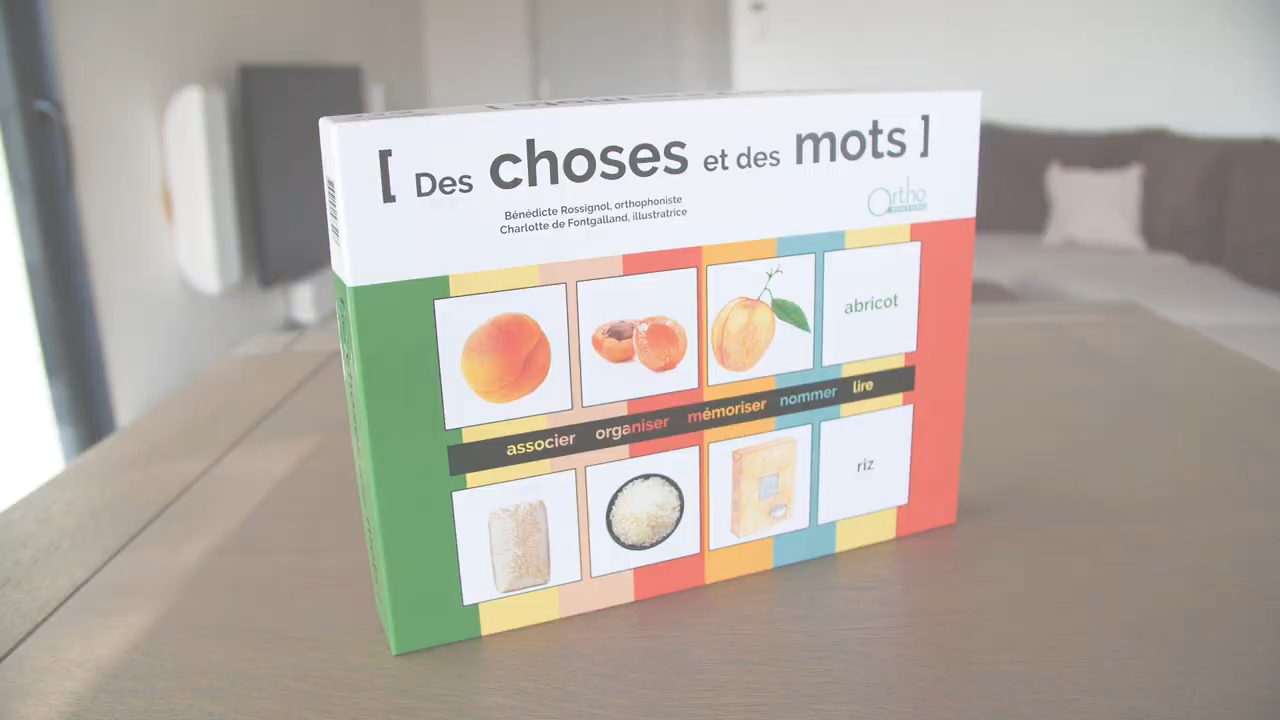 [ Des choses et des mots ]
Bénédicte Rossignol, orthophoniste
Charlotte de Fontgalland, illustratrice
Ortho
abricot
associer organiser mémoriser nommer lire
riz